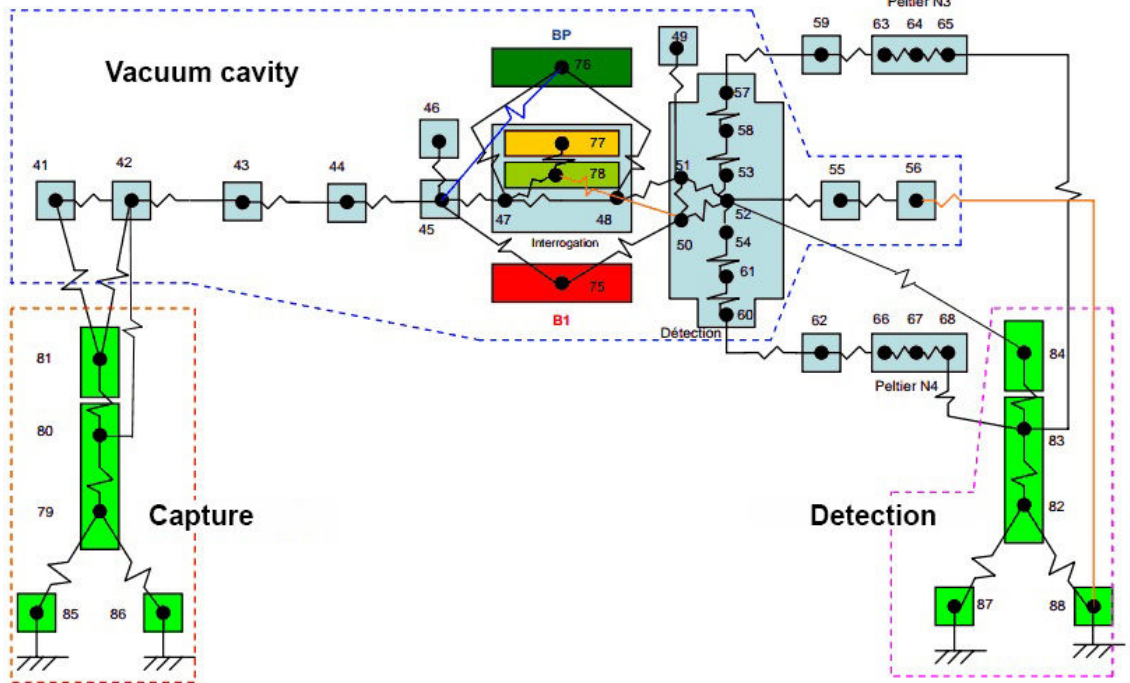 Peltier N3
59 63 64 65
BP
49
76
Vacuum cavity
57
46
58
77
41 42 43 44
78
51
53
55 56
45
47
48
52
Interrogation
50
54
61
75
60
B1
Détection
62 66 67 68
81
84
Peltier N4
80
83
79
Capture
Detection
82
85
86
87
88